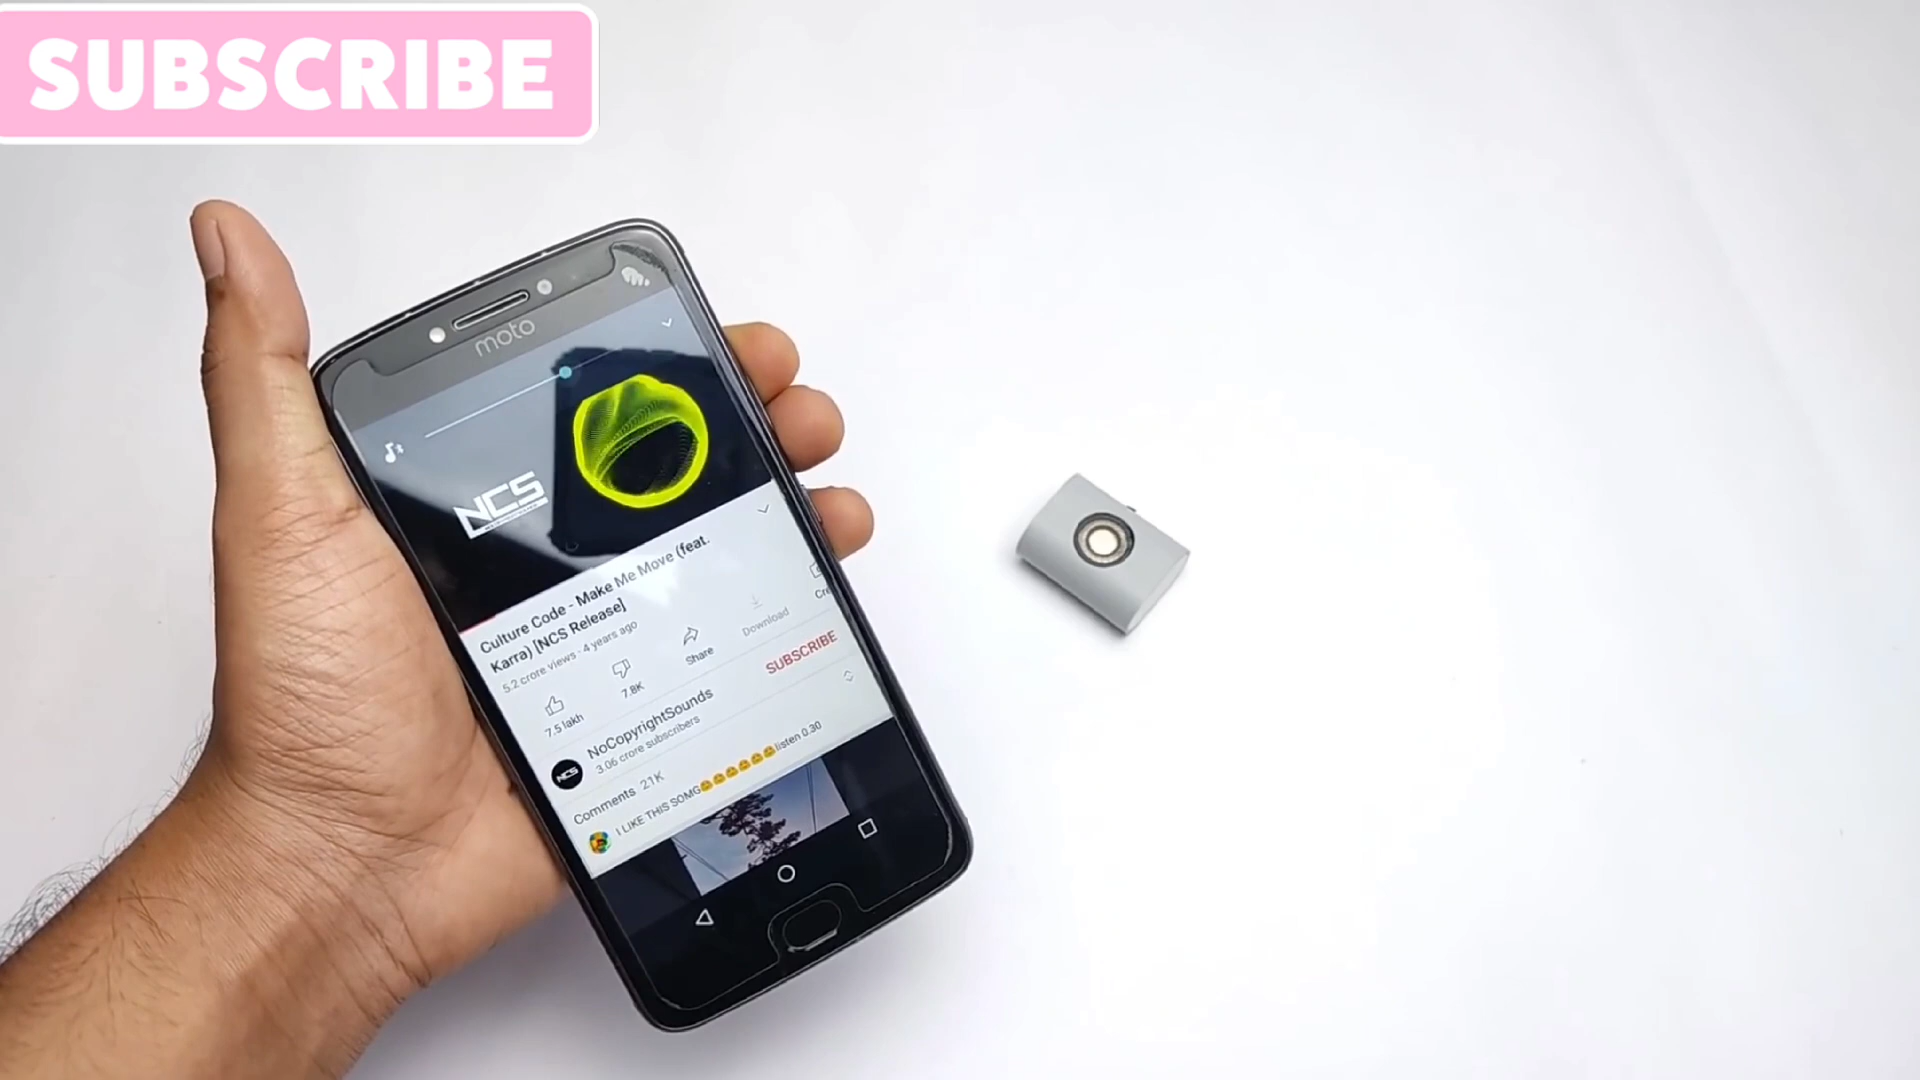 SUBSCRIBE
moto
NCS
Culture Code - Make Me Move (feat.
Karra) [NCS Release]
5.2 crore views · 4 years ago
7.5 lakh
7.8K
Share
Download
Cre
NoCopyrightSounds
3.06 crore subscribers
SUBSCRIBE
NCS
Comments 21K
I LIKE THIS SOMG😀😀😀😀😀😀listen 0.30